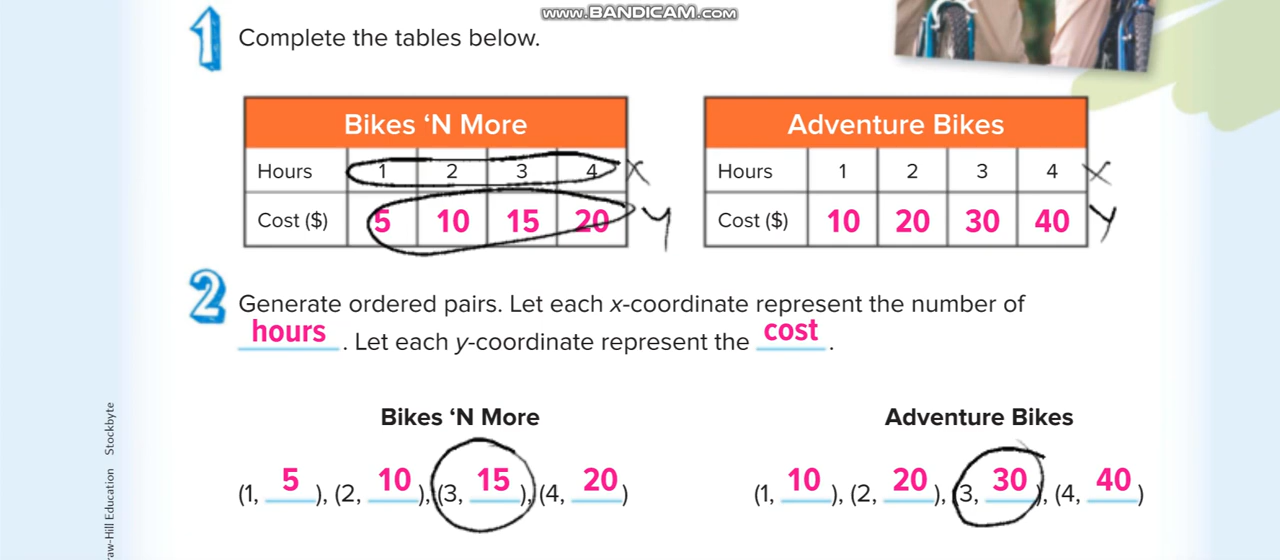 www.BANDICAM.com
1 Complete the tables below.
Bikes ‘N More
Hours 1 2 3 4 x
Cost ($) 5 10 15 20 y
Adventure Bikes
Hours 1 2 3 4 x
Cost ($) 10 20 30 40 y
2 Generate ordered pairs. Let each x-coordinate represent the number of
hours . Let each y-coordinate represent the cost .
Bikes ‘N More
(1, 5 ), (2, 10 ), (3, 15 ), (4, 20 )
Adventure Bikes
(1, 10 ), (2, 20 ), (3, 30 ), (4, 40 )
raw-Hill Education Stockbyte